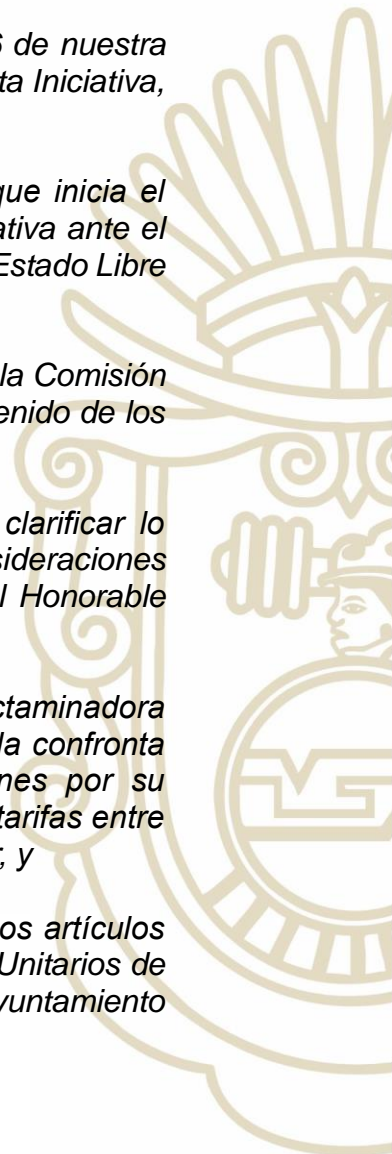 6 de nuestra
ta Iniciativa,
que inicia el
ativa ante el
Estado Libre
la Comisión
enido de los
clarificar lo
sideraciones
l Honorable
ctaminadora
la confronta
nes por su
tarifas entre
r, y
os artículos
Unitarios de
yuntamiento